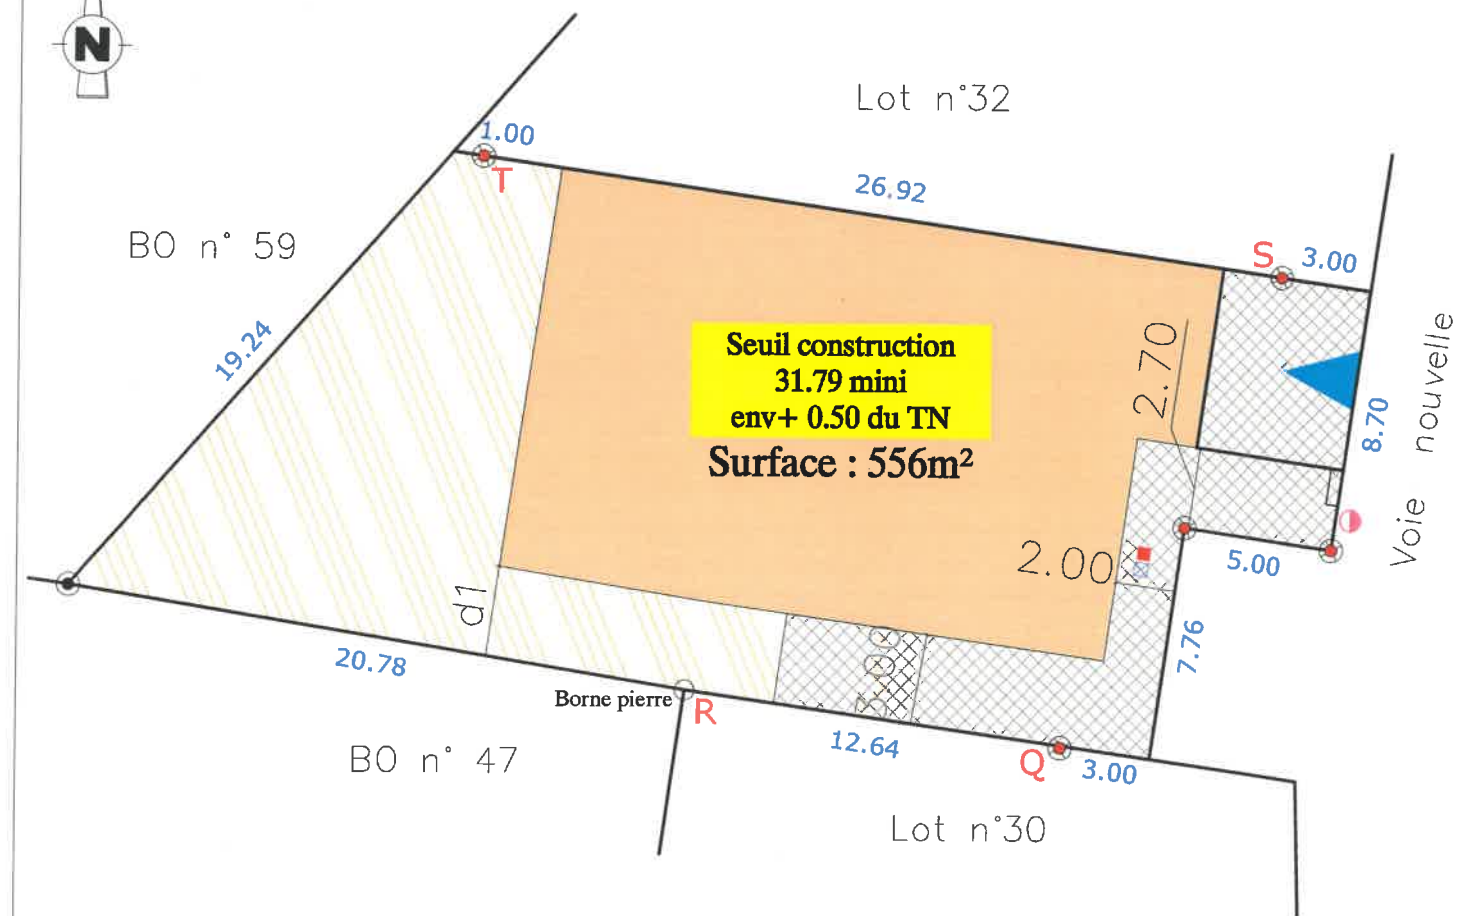 N
Lot n°32
1.00
T
26.92
BO n° 59
S
3.00
19.24
Seuil construction
31.79 mini
env+ 0.50 du TN
Surface : 556m²
2.70
8.70
Voie nouvelle
2.00
5.00
d1
7.76
20.78
Borne pierre
R
3.00
12.64
Q
3.00
BO n° 47
Lot n°30